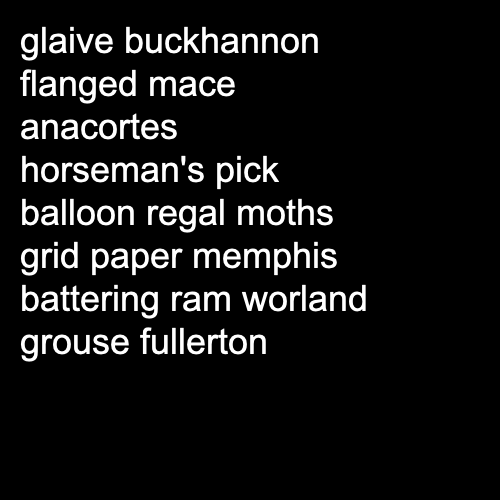 glaive buckhannon
flanged mace
anacortes
horseman's pick
balloon regal moths
grid paper memphis
battering ram worland
grouse fullerton